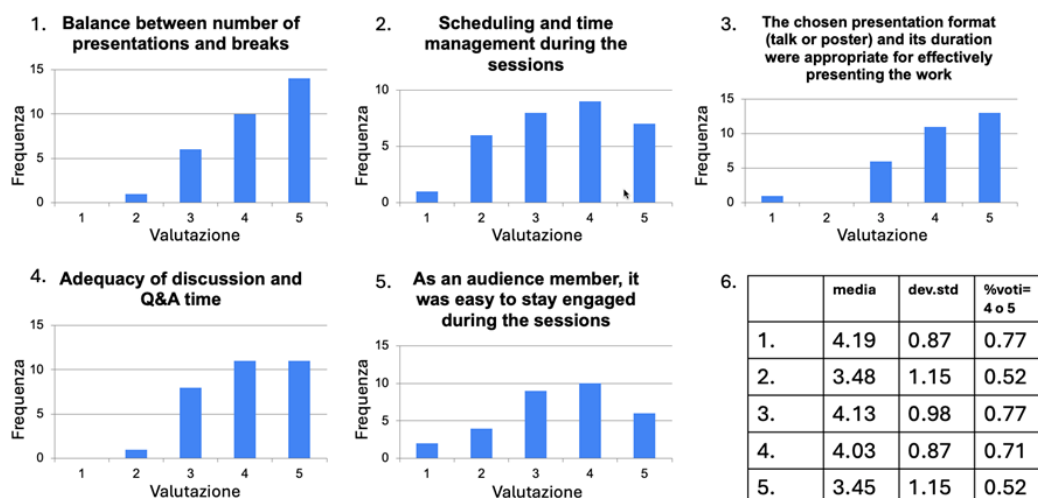 1. Balance between number of
presentations and breaks
15
10
5
0
Frequenza
1 2 3 4 5
Valutazione
2. Scheduling and time
management during the
sessions
10
5
0
Frequenza
1 2 3 4 5
Valutazione
3. The chosen presentation format
(talk or poster) and its duration
were appropriate for effectively
presenting the work
15
10
5
0
Frequenza
1 2 3 4 5
Valutazione
4. Adequacy of discussion and
Q&A time
15
10
5
0
Frequenza
1 2 3 4 5
Valutazione
5. As an audience member, it
was easy to stay engaged
during the sessions
15
10
5
0
Frequenza
1 2 3 4 5
Valutazione
6.
media dev.std %voti=
4 o 5
1. 4.19 0.87 0.77
2. 3.48 1.15 0.52
3. 4.13 0.98 0.77
4. 4.03 0.87 0.71
5. 3.45 1.15 0.52